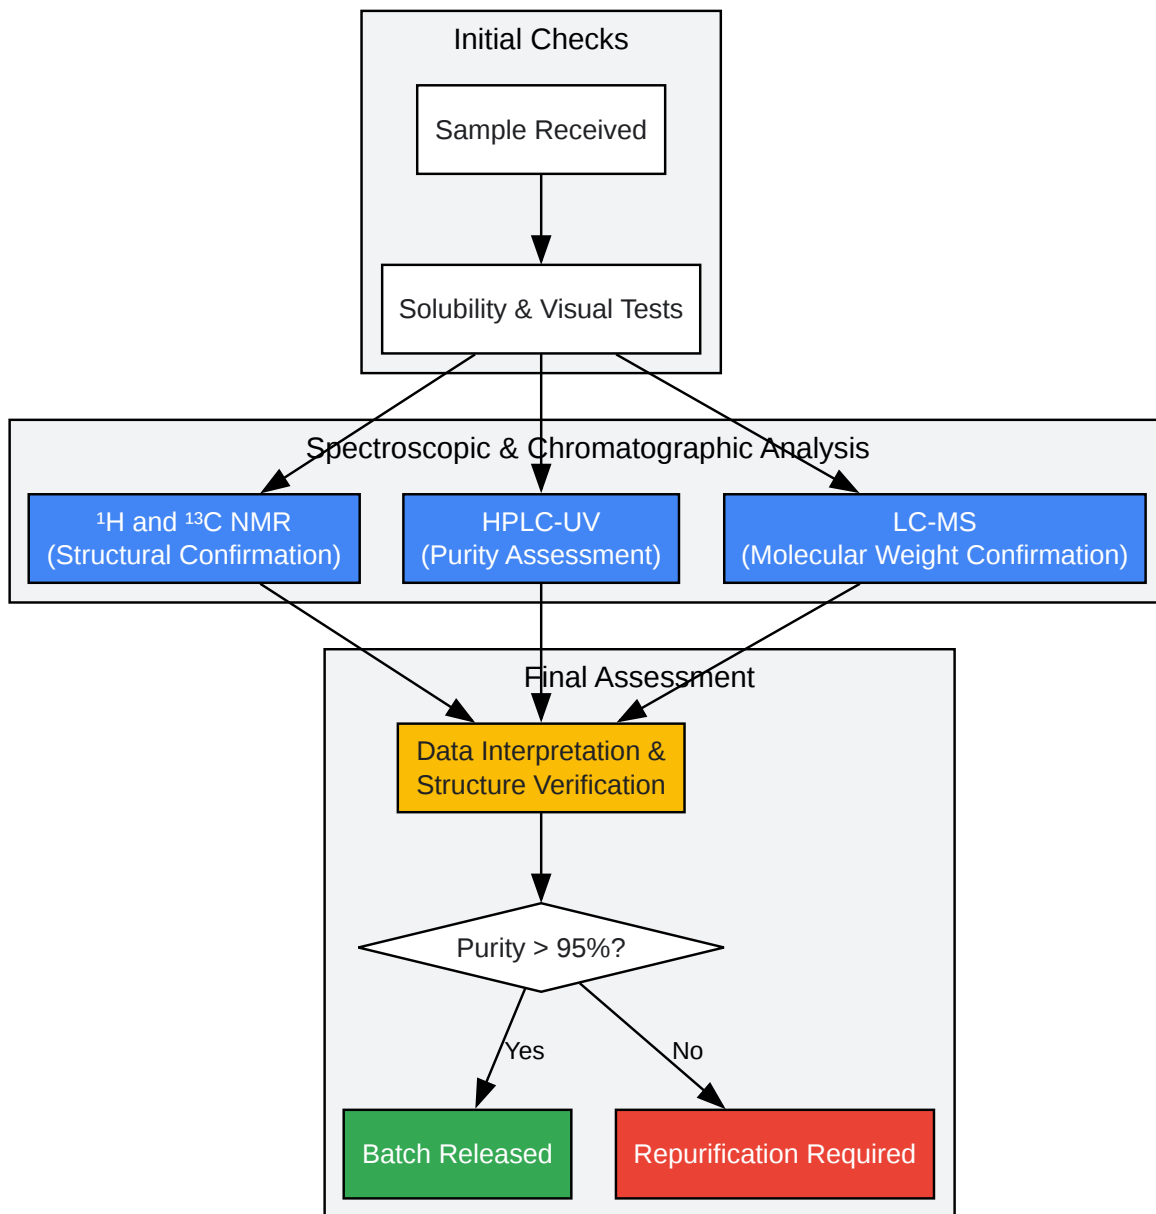 Initial Checks
Sample Received
Solubility & Visual Tests
Spectroscopic & Chromatographic Analysis
¹H and ¹³C NMR
(Structural Confirmation)
HPLC-UV
(Purity Assessment)
LC-MS
(Molecular Weight Confirmation)
Final Assessment
Data Interpretation &
Structure Verification
Purity > 95%?
Yes
No
Batch Released
Repurification Required